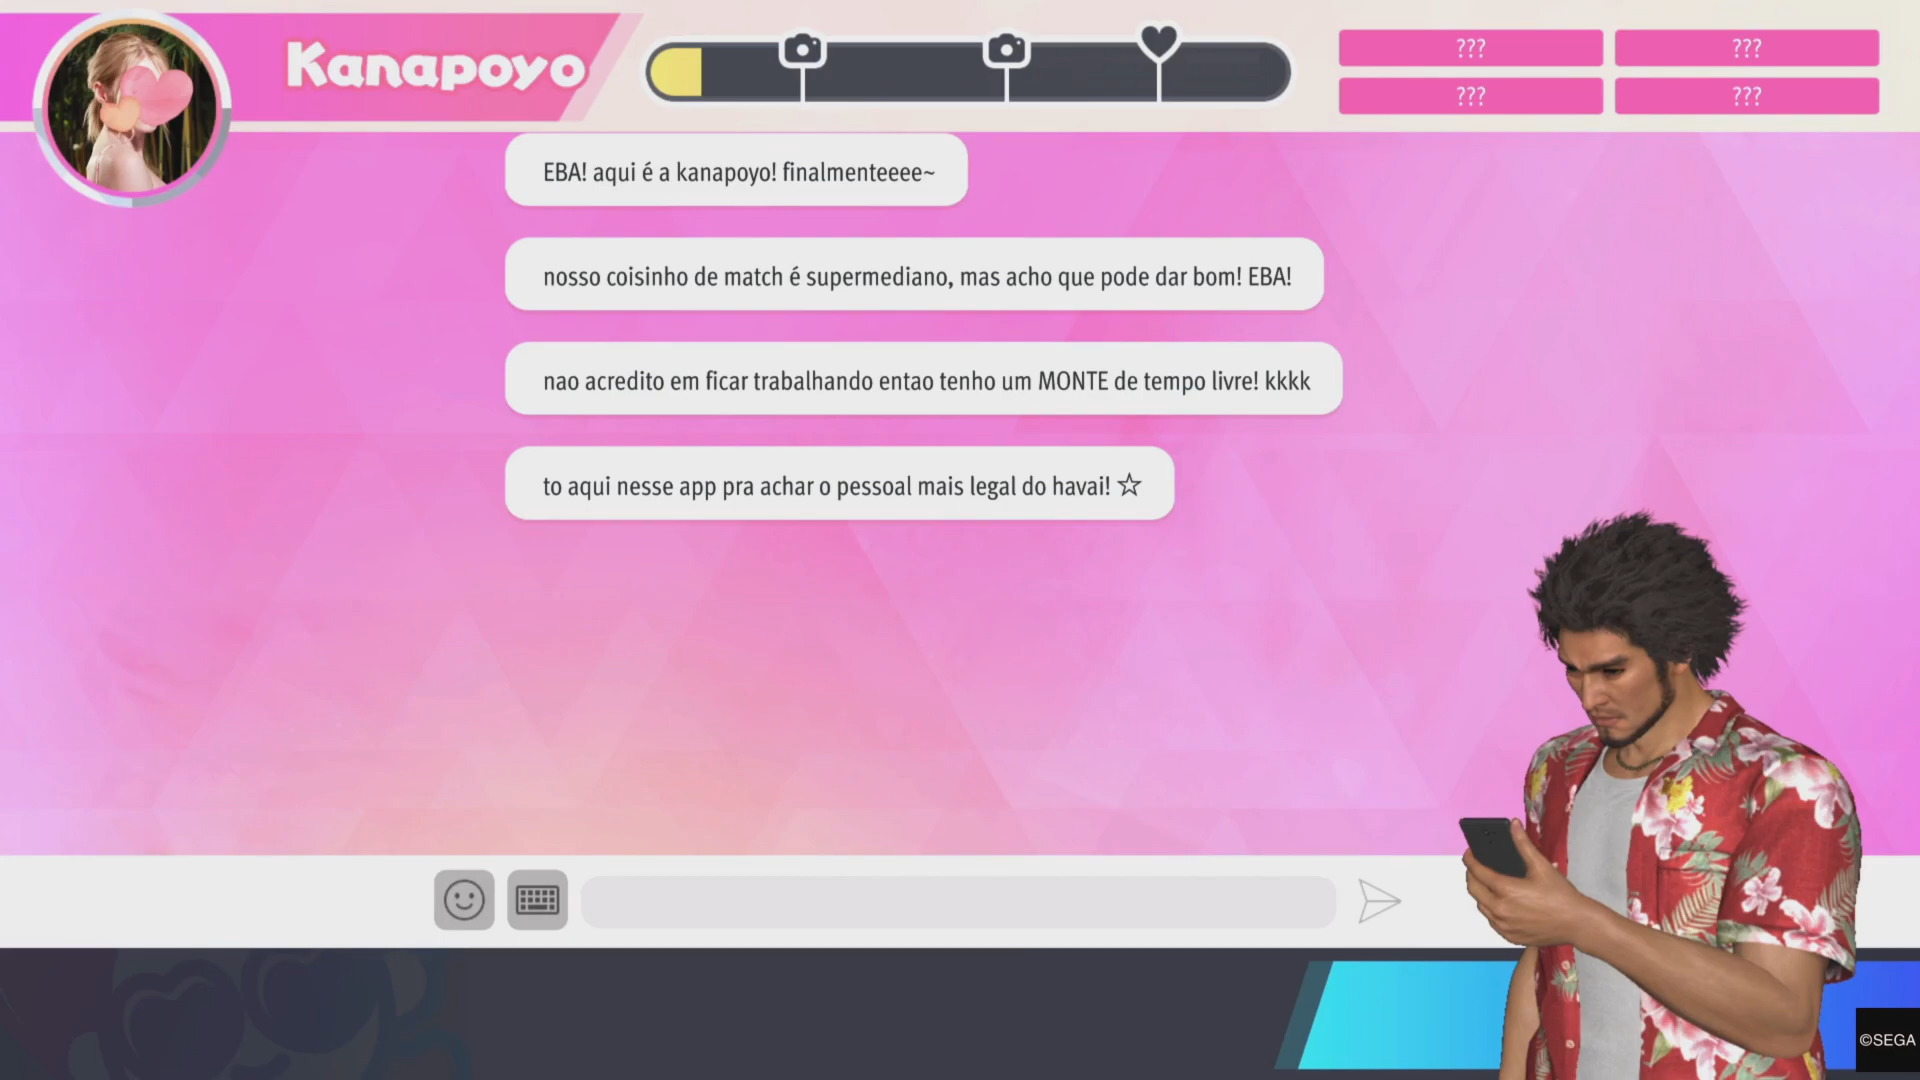 Kanapoyo
???
???
???
???
EBA! aqui é a kanapoyo! finalmenteeee~
nosso coisinho de match é supermediano, mas acho que pode dar bom! EBA!
nao acredito em ficar trabalhando entao tenho um MONTE de tempo livre! kkkk
to aqui nesse app pra achar o pessoal mais legal do havai! ☆
©SEGA